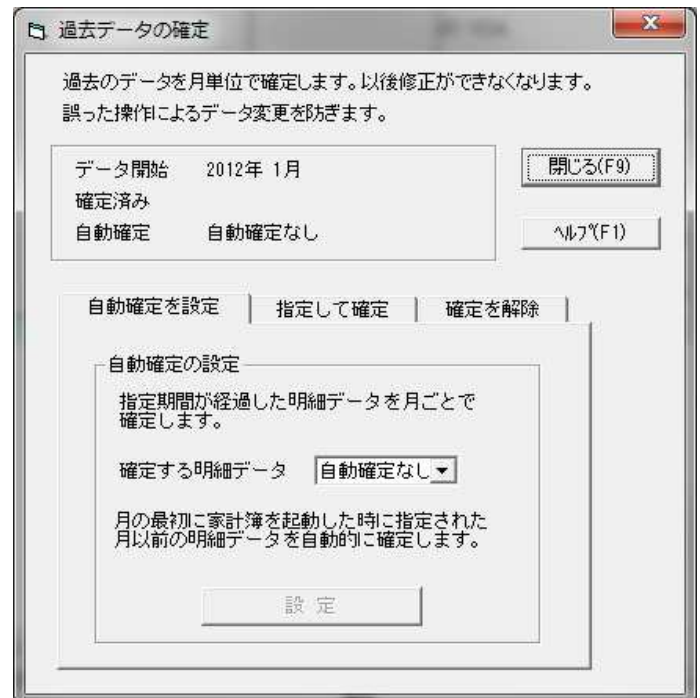 過去データの確定
過去のデータを月単位で確定します。以後修正ができなくなります。
誤った操作によるデータ変更を防ぎます。
データ開始 2012年 1月
確定済み
自動確定 自動確定なし
閉じる(F9)
ﾍﾙﾌﾟ(F1)
自動確定を設定 指定して確定 確定を解除
自動確定の設定
指定期間が経過した明細データを月ごとで
確定します。
確定する明細データ 自動確定なし
月の最初に家計簿を起動した時に指定された
月以前の明細データを自動的に確定します。
設 定